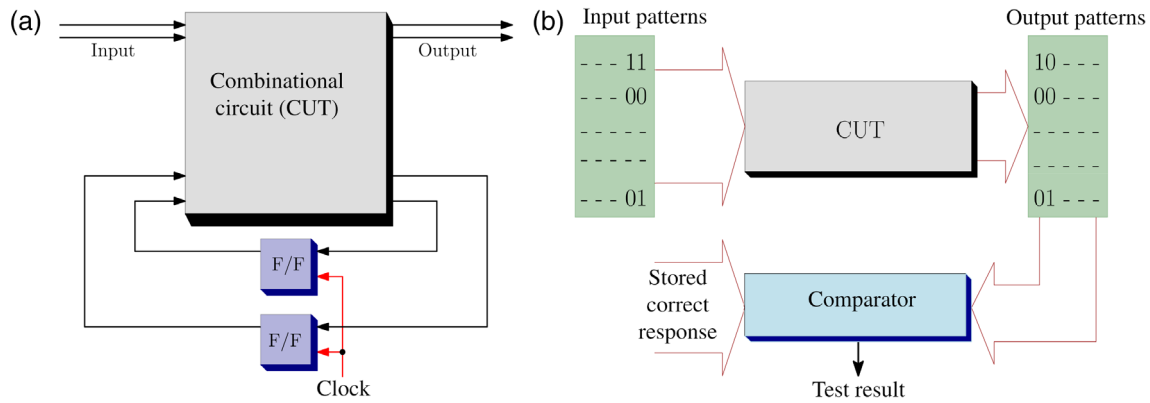 (a)
Input
Output
Combinational
circuit (CUT)
F/F
F/F
Clock
(b)
Input patterns
Output patterns
- - - 11
- - - 00
- - - - -
- - - - -
- - - 01
CUT
10 - - -
00 - - -
- - - - -
- - - - -
01 - - -
Stored
correct
response
Comparator
Test result